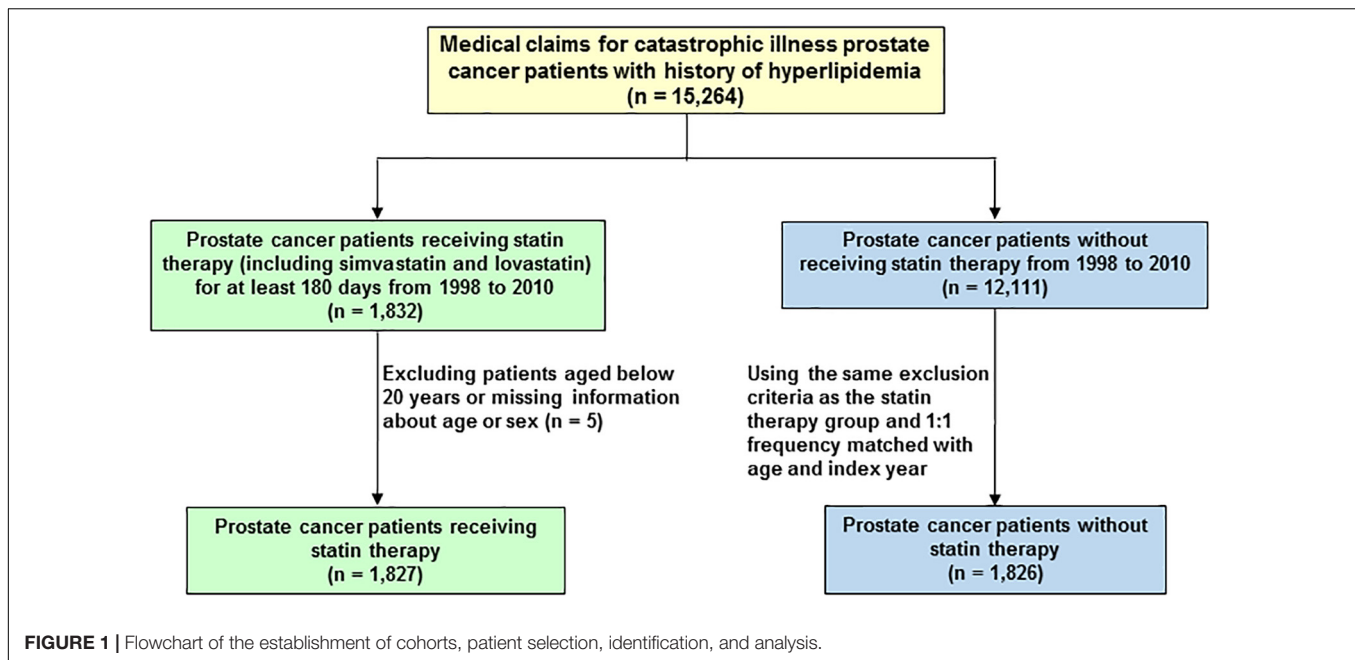 Medical claims for catastrophic illness prostate
cancer patients with history of hyperlipidemia
(n = 15,264)
Prostate cancer patients receiving statin
therapy (including simvastatin and lovastatin)
for at least 180 days from 1998 to 2010
(n = 1,832)
Prostate cancer patients without
receiving statin therapy from 1998 to 2010
(n = 12,111)
Excluding patients aged below
20 years or missing information
about age or sex (n = 5)
Using the same exclusion
criteria as the statin
therapy group and 1:1
frequency matched with
age and index year
Prostate cancer patients receiving
statin therapy
(n = 1,827)
Prostate cancer patients without
statin therapy
(n = 1,826)
FIGURE 1 | Flowchart of the establishment of cohorts, patient selection, identification, and analysis.